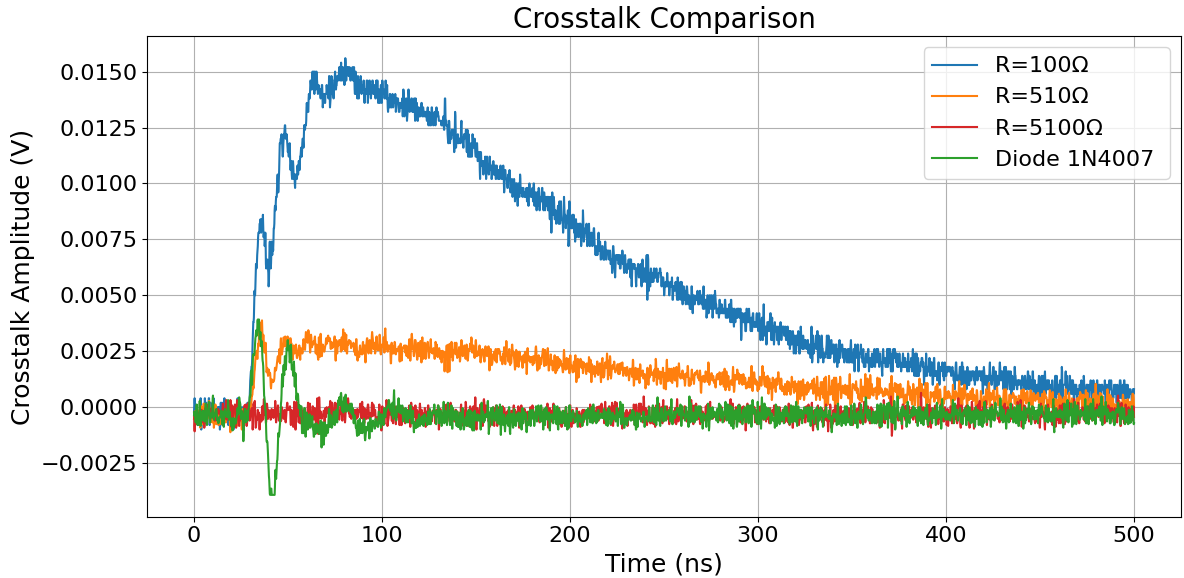 Crosstalk Comparison
Crosstalk Amplitude (V)
0.0150
0.0125
0.0100
0.0075
0.0050
0.0025
0.0000
−0.0025
R=100Ω
R=510Ω
R=5100Ω
Diode 1N4007
0 100 200 300 400 500
Time (ns)